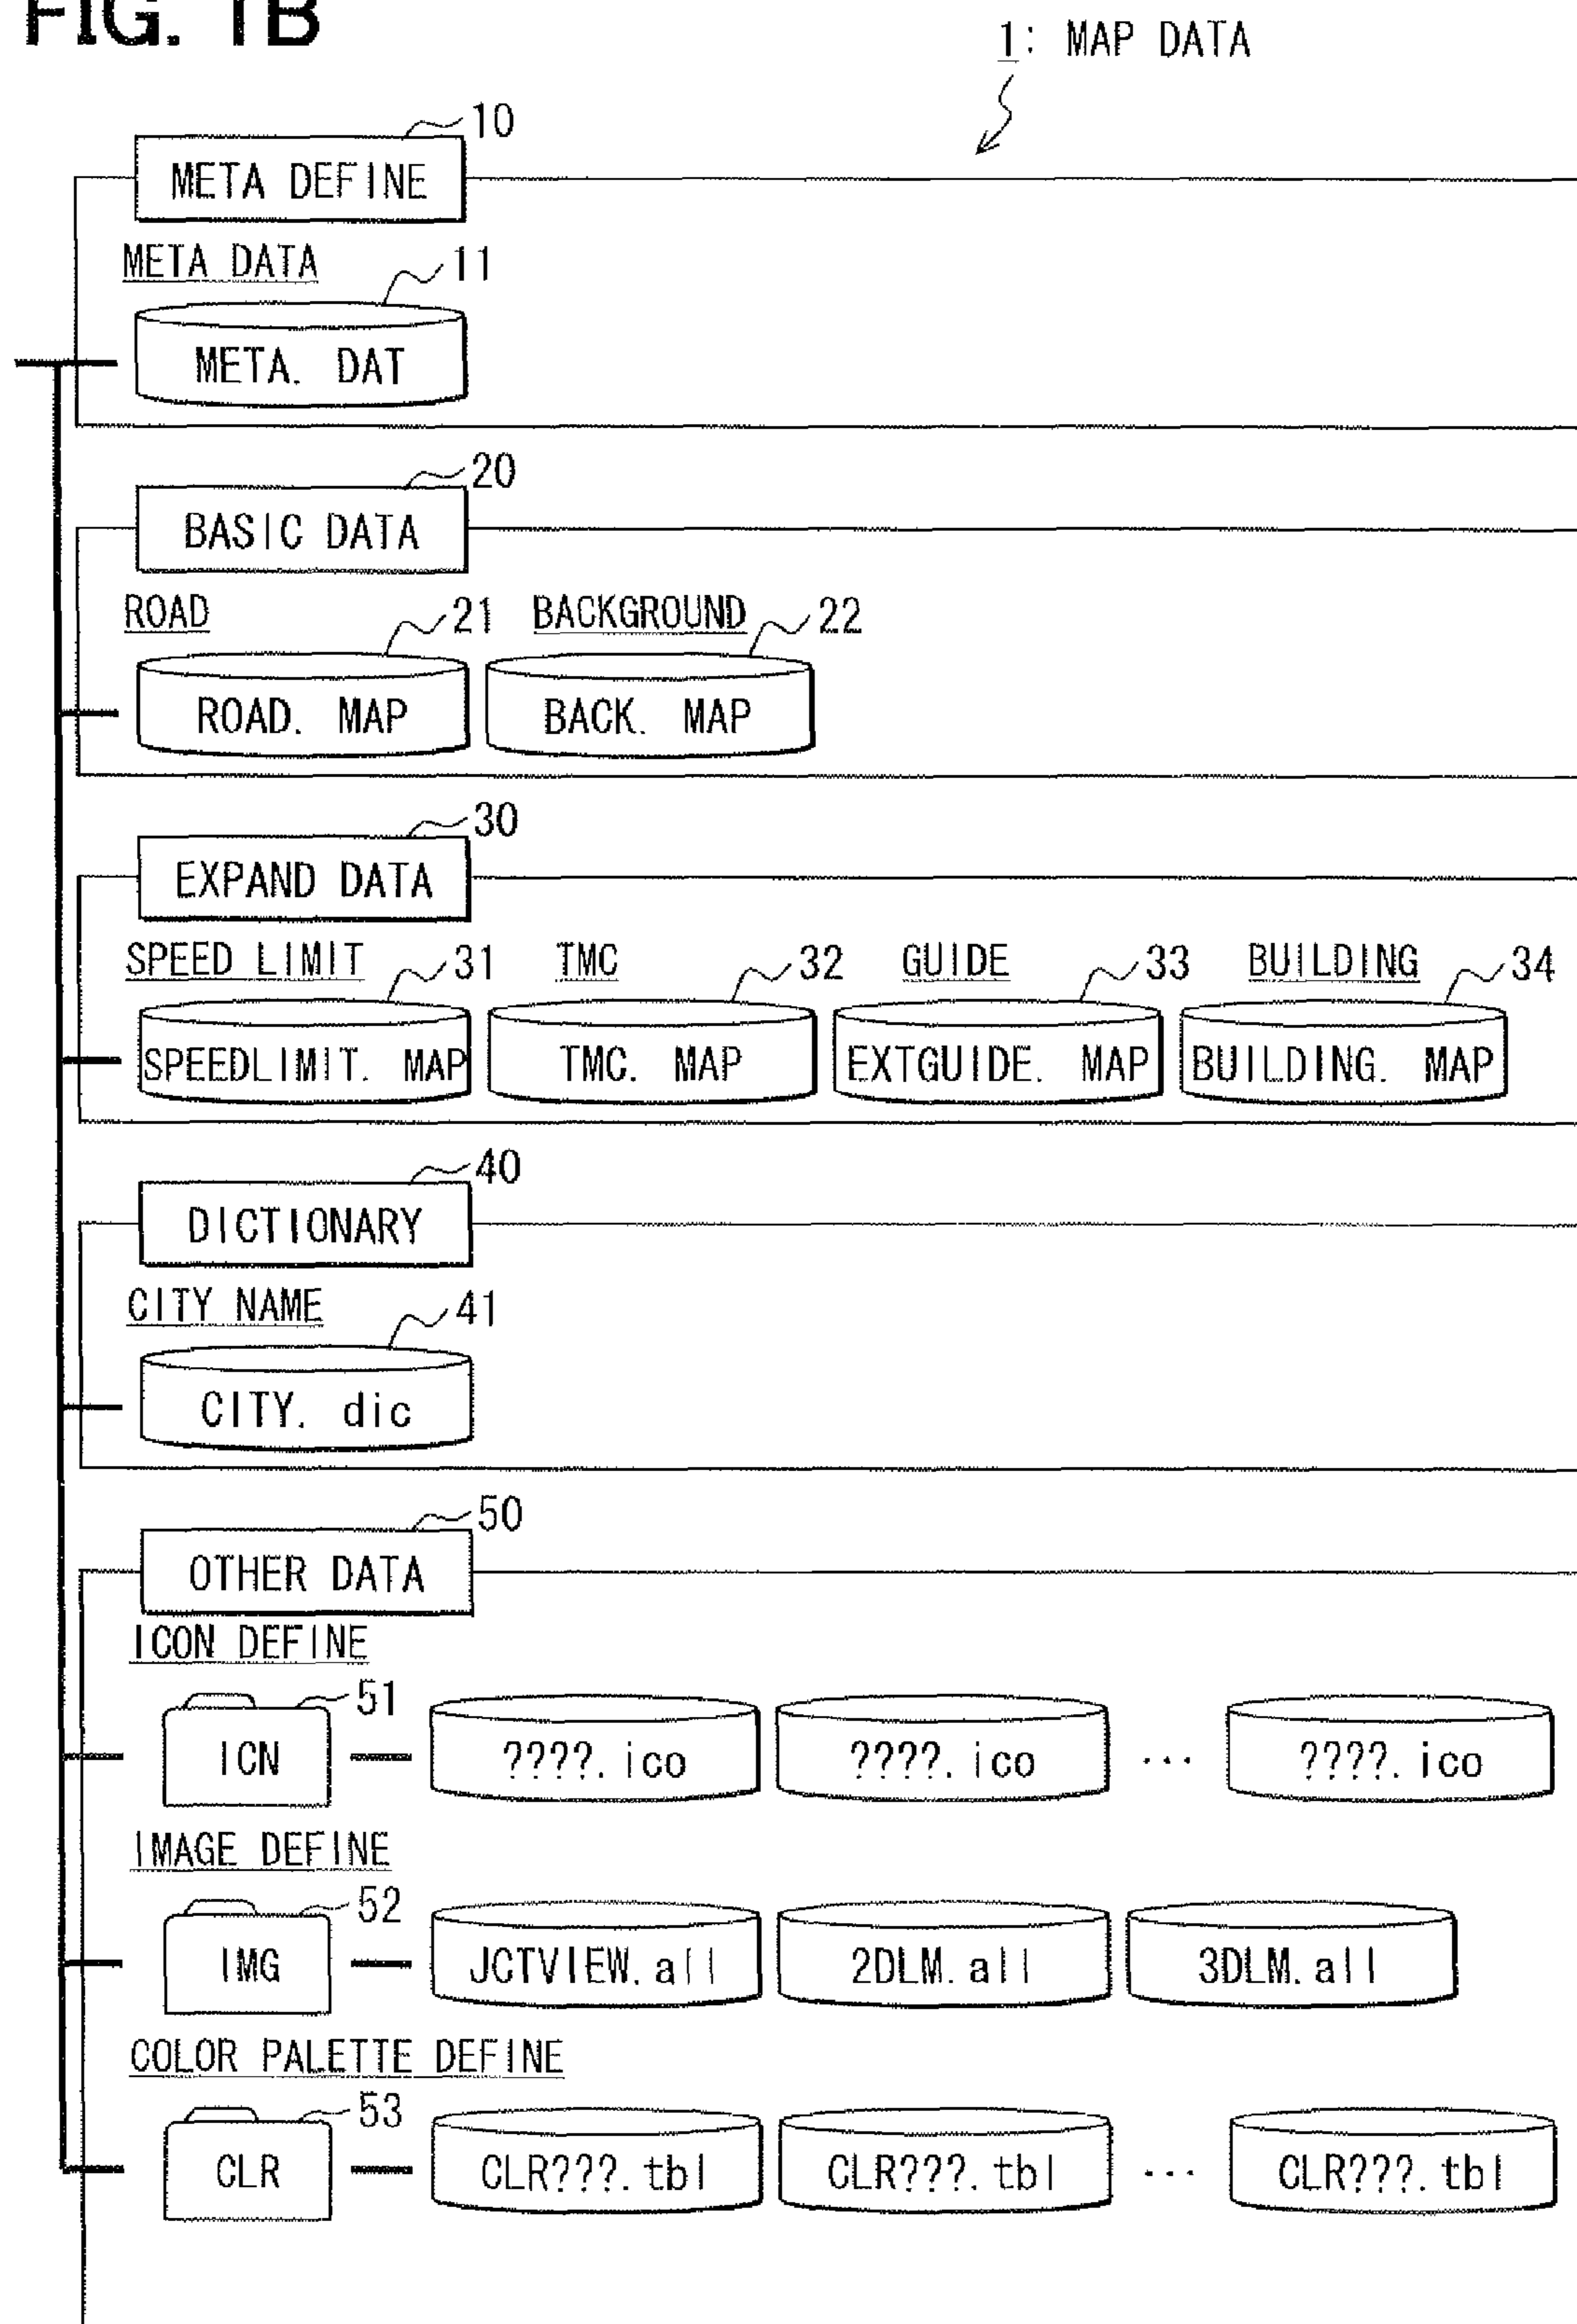 FIG. 1B
1: MAP DATA
10
META DEFINE
META DATA 11
META. DAT
20
BASIC DATA
ROAD 21 BACKGROUND 22
ROAD. MAP BACK. MAP
30
EXPAND DATA
SPEED LIMIT 31 TMC 32 GUIDE 33 BUILDING 34
SPEEDLIMIT. MAP TMC. MAP EXTGUIDE. MAP BUILDING. MAP
40
DICTIONARY
CITY NAME 41
CITY. dic
50
OTHER DATA
ICON DEFINE
51
ICN ????. ico ????. ico ... ????. ico
IMAGE DEFINE
52
IMG JCTVIEW. all 2DLM. all 3DLM. all
COLOR PALETTE DEFINE
53
CLR CLR???. tbl CLR???. tbl ... CLR???. tbl